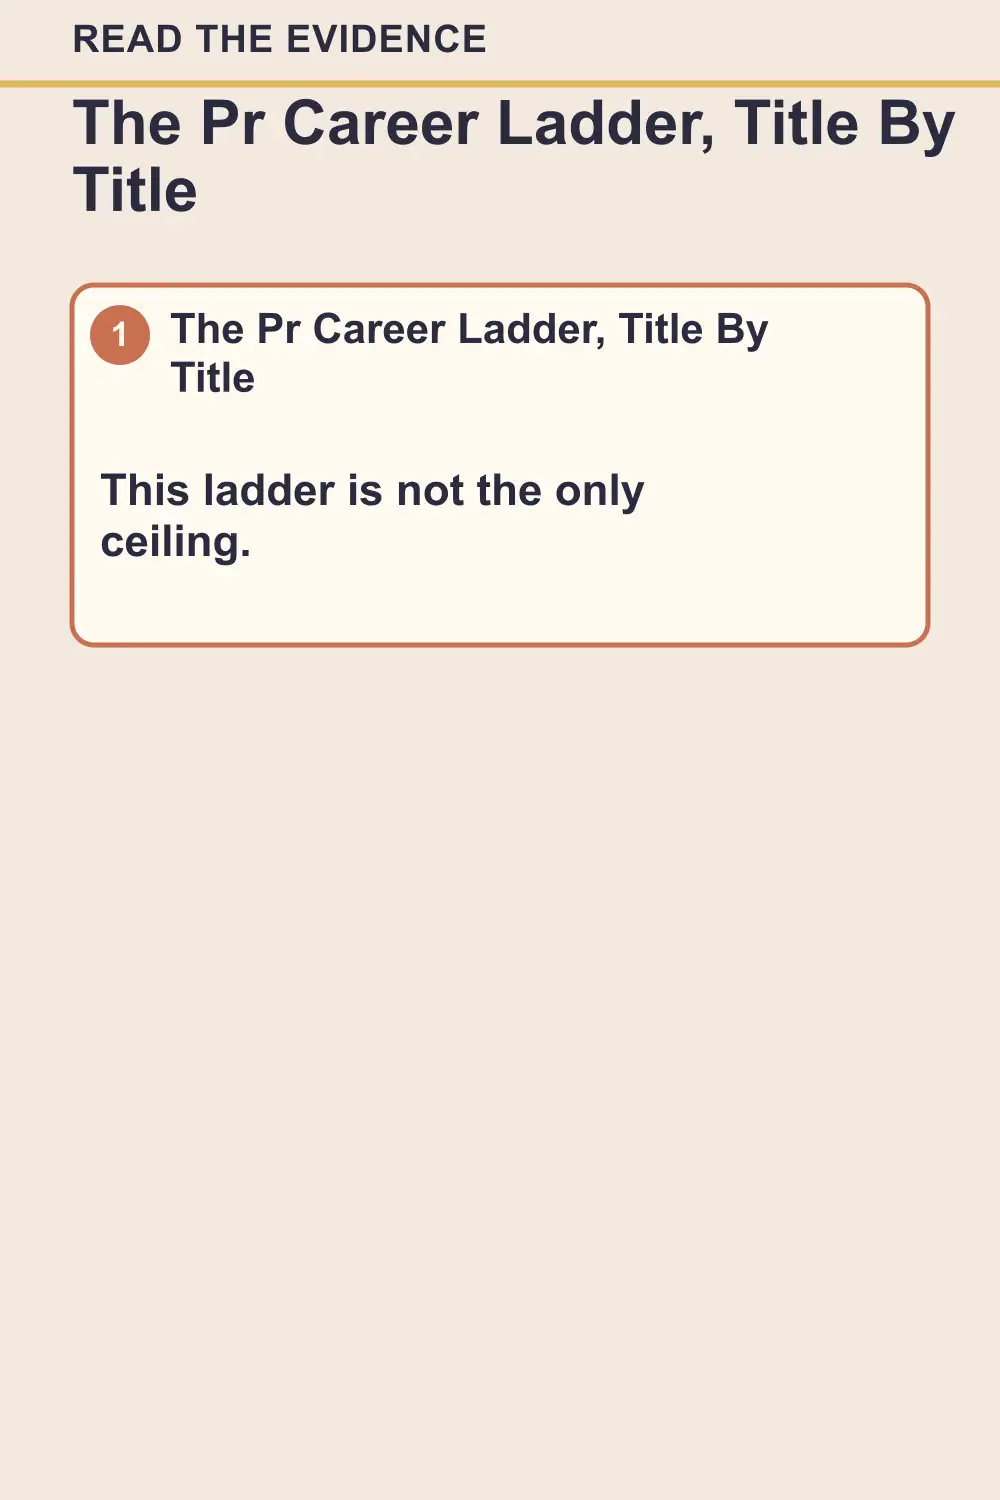 READ THE EVIDENCE
The Pr Career Ladder, Title By
Title
1
The Pr Career Ladder, Title By
Title
This ladder is not the only
ceiling.